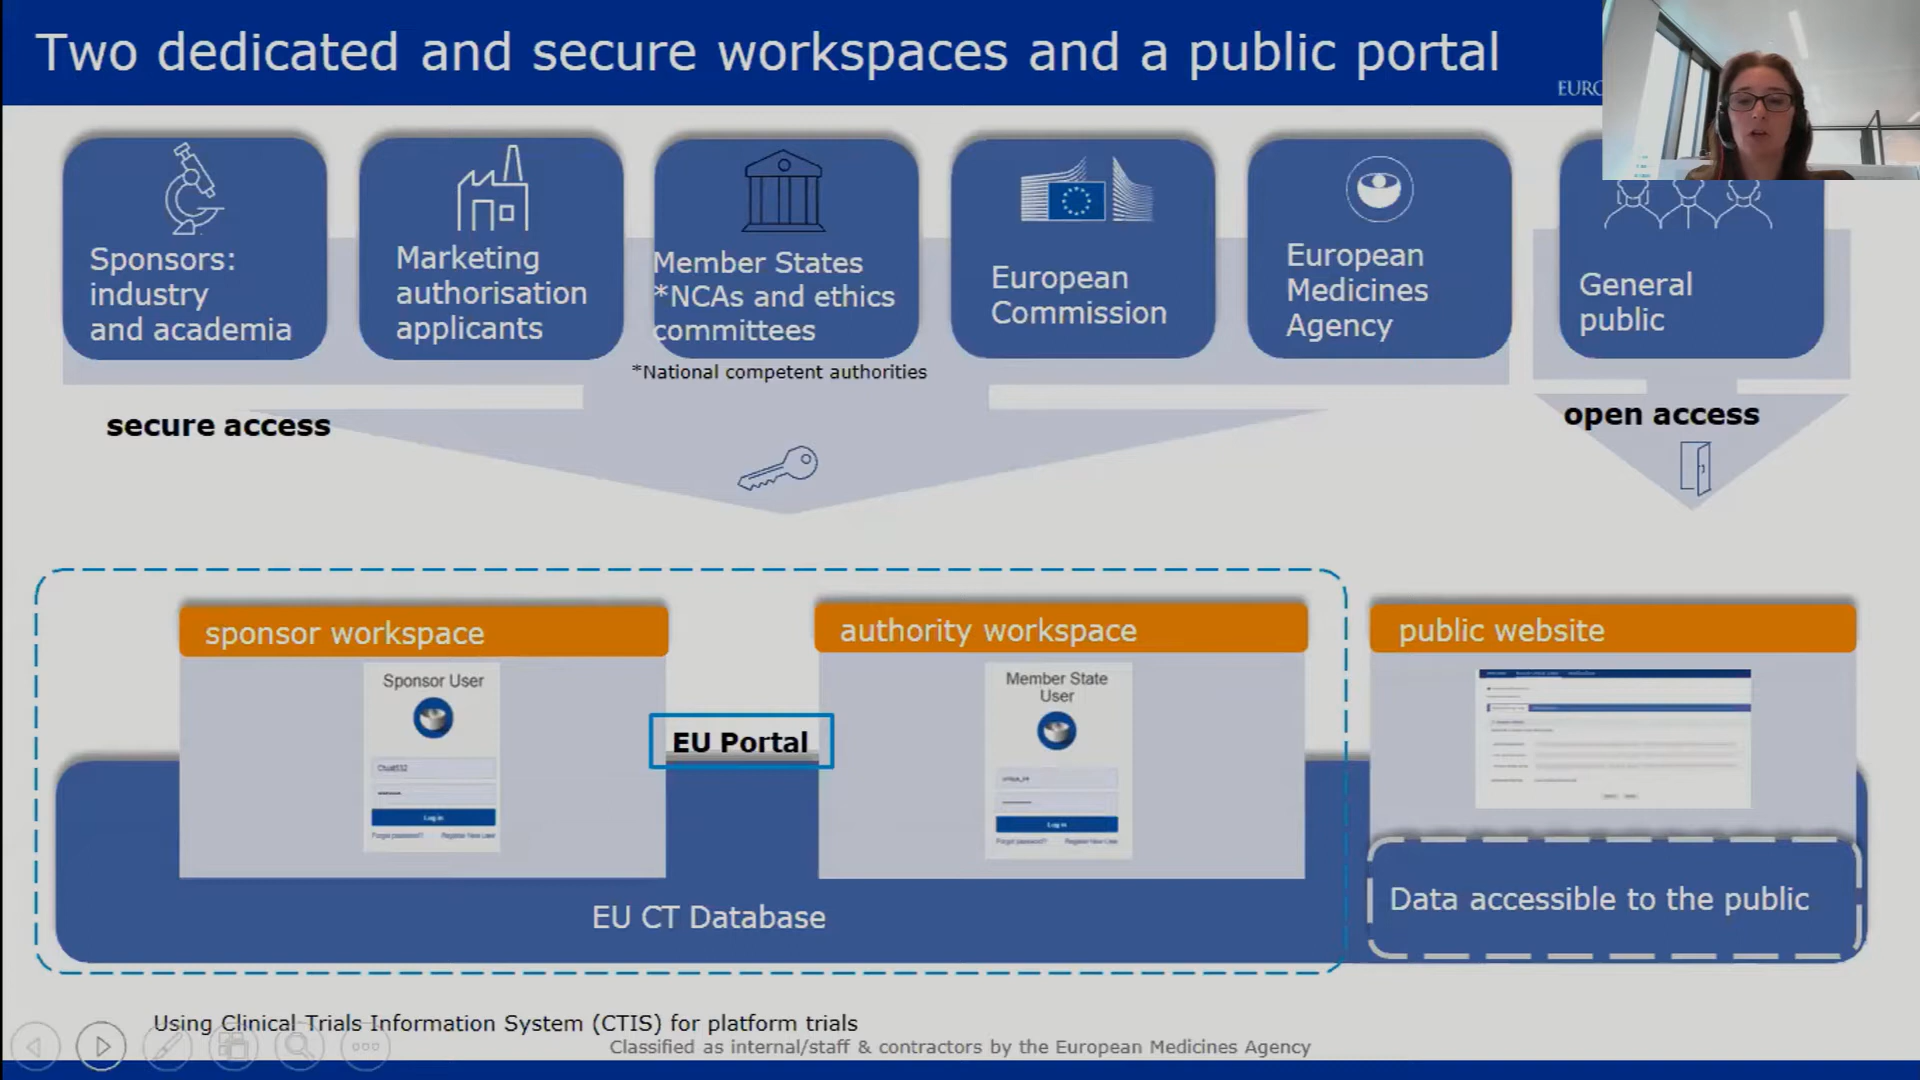 Two dedicated and secure workspaces and a public portal
EURO
Sponsors:
industry
and academia
Marketing
authorisation
applicants
Member States
*NCAs and ethics
committees
European
Commission
European
Medicines
Agency
General
public
*National competent authorities
secure access
open access
sponsor workspace
authority workspace
public website
Sponsor User
Log in
Forgot password?
Register New User
EU Portal
Member State
User
Log in
Forgot password?
Register New User
EU CT Database
Data accessible to the public
Using Clinical Trials Information System (CTIS) for platform trials
Classified as internal/staff & contractors by the European Medicines Agency